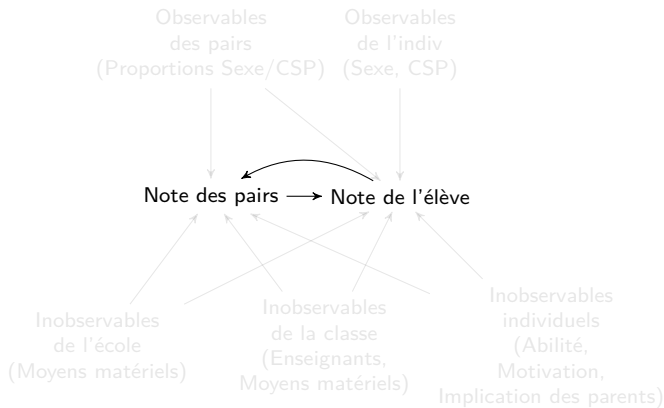 Observables
des pairs
(Proportions Sexe/CSP)
Observables
de l'indiv
(Sexe, CSP)
Note des pairs
Note de l'élève
Inobservables
de l'école
(Moyens matériels)
Inobservables
de la classe
(Enseignants,
Moyens matériels)
Inobservables
individuels
(Abilité,
Motivation,
Implication des parents)